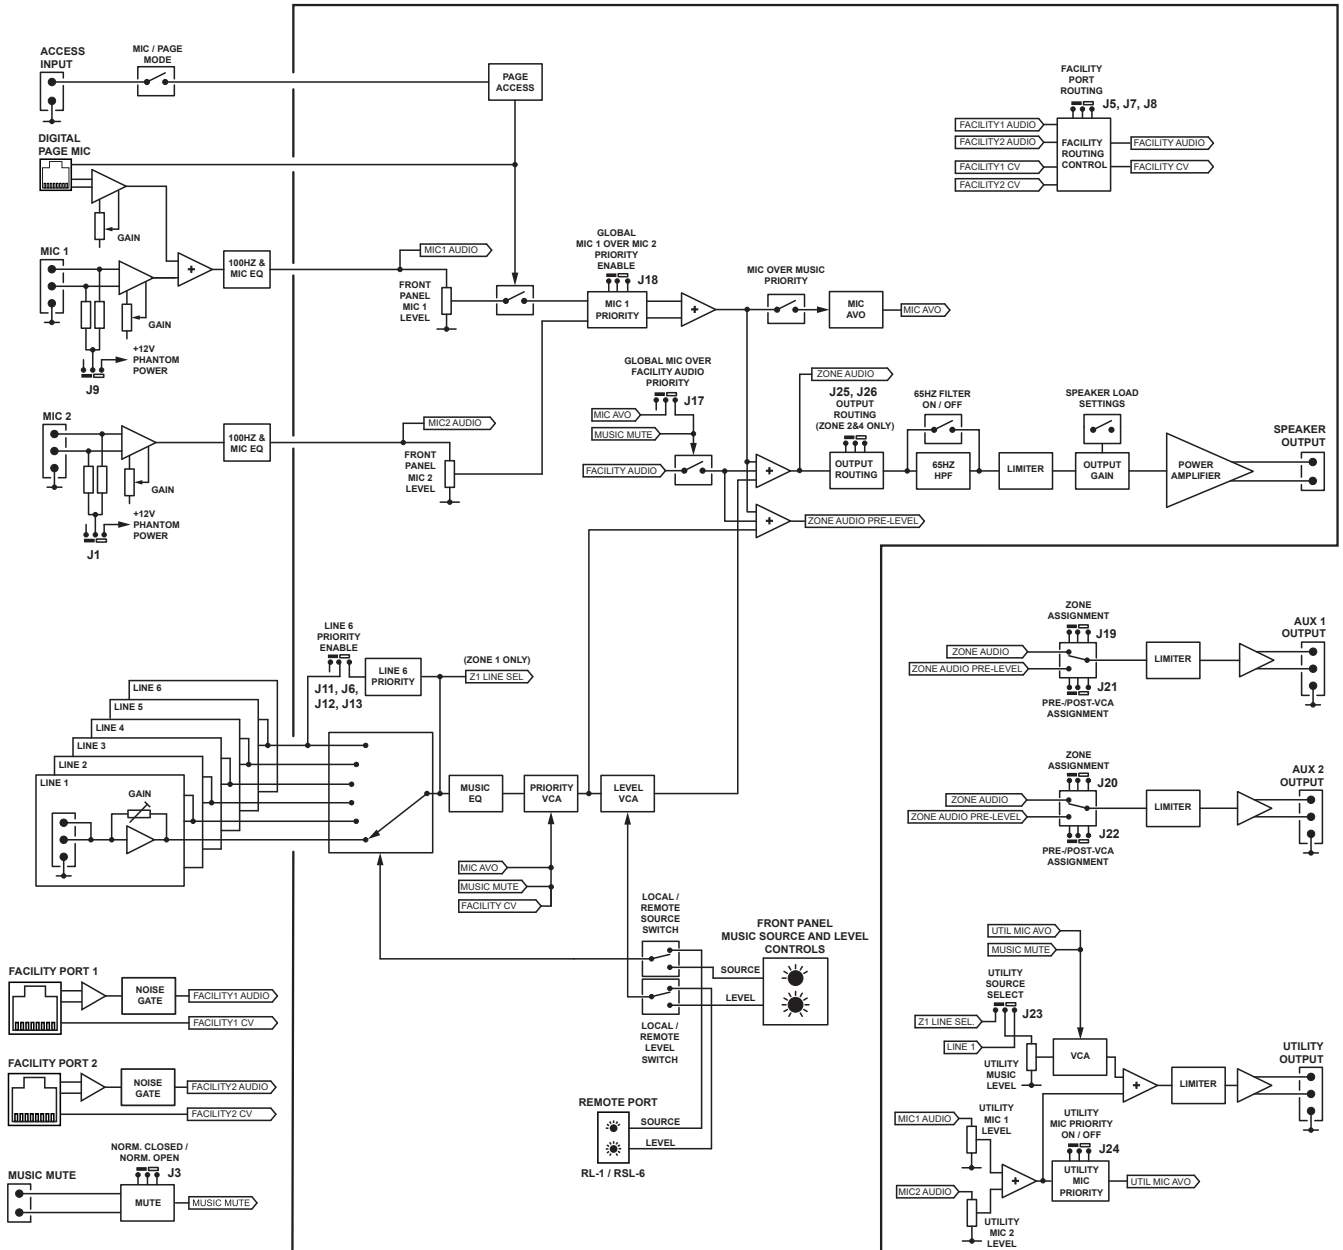 ACCESS
INPUT
MIC / PAGE
MODE
PAGE
ACCESS
DIGITAL
PAGE MIC
GAIN
MIC 1
GAIN
+12V
PHANTOM
POWER
J9
100HZ &
MIC EQ
MIC1 AUDIO
FRONT
PANEL
MIC 1
LEVEL
GLOBAL
MIC 1 OVER MIC 2
PRIORITY
ENABLE
J18
MIC 1
PRIORITY
MIC OVER MUSIC
PRIORITY
MIC
AVO
MIC AVO
FACILITY
PORT
ROUTING
J5, J7, J8
FACILITY1 AUDIO
FACILITY2 AUDIO
FACILITY1 CV
FACILITY2 CV
FACILITY
ROUTING
CONTROL
FACILITY AUDIO
FACILITY CV
MIC 2
GAIN
+12V
PHANTOM
POWER
J1
100HZ &
MIC EQ
MIC2 AUDIO
FRONT
PANEL
MIC 2
LEVEL
GLOBAL MIC OVER
FACILITY AUDIO
PRIORITY
J17
MIC AVO
MUSIC MUTE
FACILITY AUDIO
ZONE AUDIO
J25, J26
OUTPUT
ROUTING
(ZONE 2&4 ONLY)
OUTPUT
ROUTING
65HZ FILTER
ON / OFF
65HZ
HPF
LIMITER
SPEAKER LOAD
SETTINGS
OUTPUT
GAIN
POWER
AMPLIFIER
SPEAKER
OUTPUT
ZONE AUDIO PRE-LEVEL
LINE 6
PRIORITY
ENABLE
J11, J6,
J12, J13
LINE 6
PRIORITY
(ZONE 1 ONLY)
Z1 LINE SEL
LINE 6
LINE 5
LINE 4
LINE 3
LINE 2
LINE 1
GAIN
MUSIC
EQ
PRIORITY
VCA
LEVEL
VCA
MIC AVO
MUSIC MUTE
FACILITY CV
LOCAL /
REMOTE
SOURCE
SWITCH
FRONT PANEL
MUSIC SOURCE AND LEVEL
CONTROLS
SOURCE
LEVEL
LOCAL /
REMOTE
LEVEL
SWITCH
REMOTE PORT
SOURCE
LEVEL
RL-1 / RSL-6
ZONE
ASSIGNMENT
J19
ZONE AUDIO
ZONE AUDIO PRE-LEVEL
J21
PRE-/POST-VCA
ASSIGNMENT
LIMITER
AUX 1
OUTPUT
ZONE
ASSIGNMENT
J20
ZONE AUDIO
ZONE AUDIO PRE-LEVEL
J22
PRE-/POST-VCA
ASSIGNMENT
LIMITER
AUX 2
OUTPUT
FACILITY PORT 1
NOISE
GATE
FACILITY1 AUDIO
FACILITY1 CV
FACILITY PORT 2
NOISE
GATE
FACILITY2 AUDIO
FACILITY2 CV
NORM. CLOSED /
NORM. OPEN
J3
MUSIC MUTE
MUTE
MUSIC MUTE
UTIL MIC AVO
MUSIC MUTE
UTILITY
SOURCE
SELECT
J23
Z1 LINE SEL.
LINE 1
UTILITY
MUSIC
LEVEL
VCA
LIMITER
UTILITY
OUTPUT
MIC1 AUDIO
UTILITY
MIC 1
LEVEL
UTILITY
MIC PRIORITY
ON / OFF
J24
UTILITY
MIC
PRIORITY
UTIL MIC AVO
MIC2 AUDIO
UTILITY
MIC 2
LEVEL